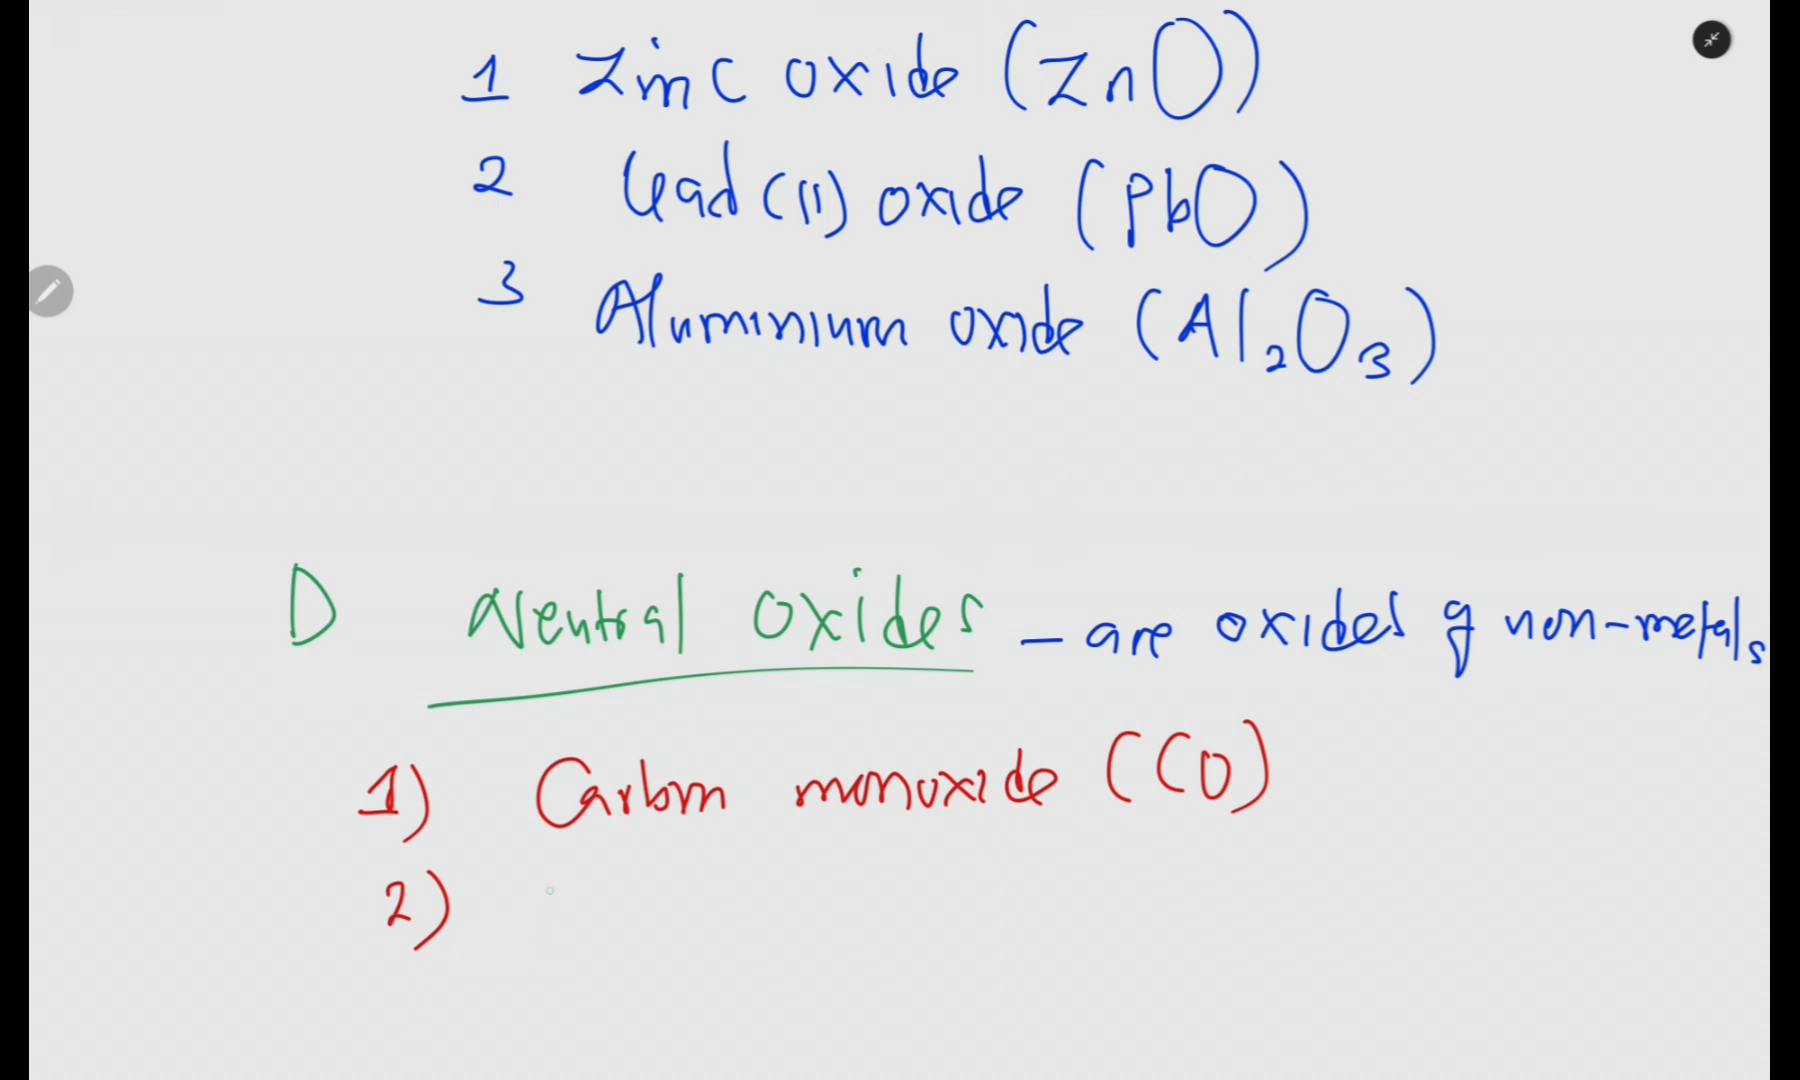 1 Zinc oxide (ZnO)
2 Lead (II) oxide (PbO)
3 Aluminium oxide (Al₂O₃)
D Neutral oxides - are oxides of non-metals
1) Carbon monoxide (CO)
2)